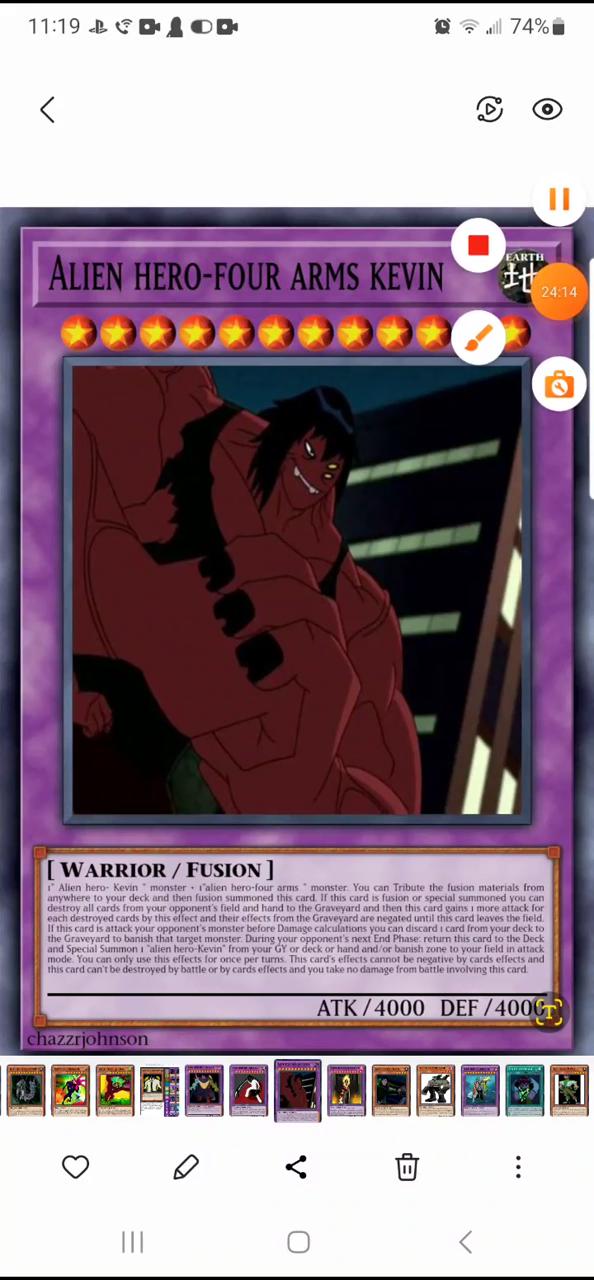 11:19
74%
ALIEN HERO-FOUR ARMS KEVIN
EARTH
地
24:14
[ WARRIOR / FUSION ]
1" Alien hero- Kevin " monster + 1"alien hero-four arms " monster. You can Tribute the fusion materials from
anywhere to your deck and then fusion summoned this card. If this card is fusion or special summoned you can
destroy all cards from your opponent's field and hand to the Graveyard and then this card gains 1 more attack for
each destroyed cards by this effect and their effects from the Graveyard are negated until this card leaves the field.
If this card is attack your opponent's monster before Damage calculations you can discard 1 card from your deck to
the Graveyard to banish that target monster. During your opponent's next End Phase: return this card to the Deck
and Special Summon 1 "alien hero-Kevin" from your GY or deck or hand and/or banish zone to your field in attack
mode. You can only use this effects for once per turns. This card's effects cannot be negative by cards effects and
this card can't be destroyed by battle or by cards effects and you take no damage from battle involving this card.
ATK / 4000 DEF / 4000
T
chazzrjohnson